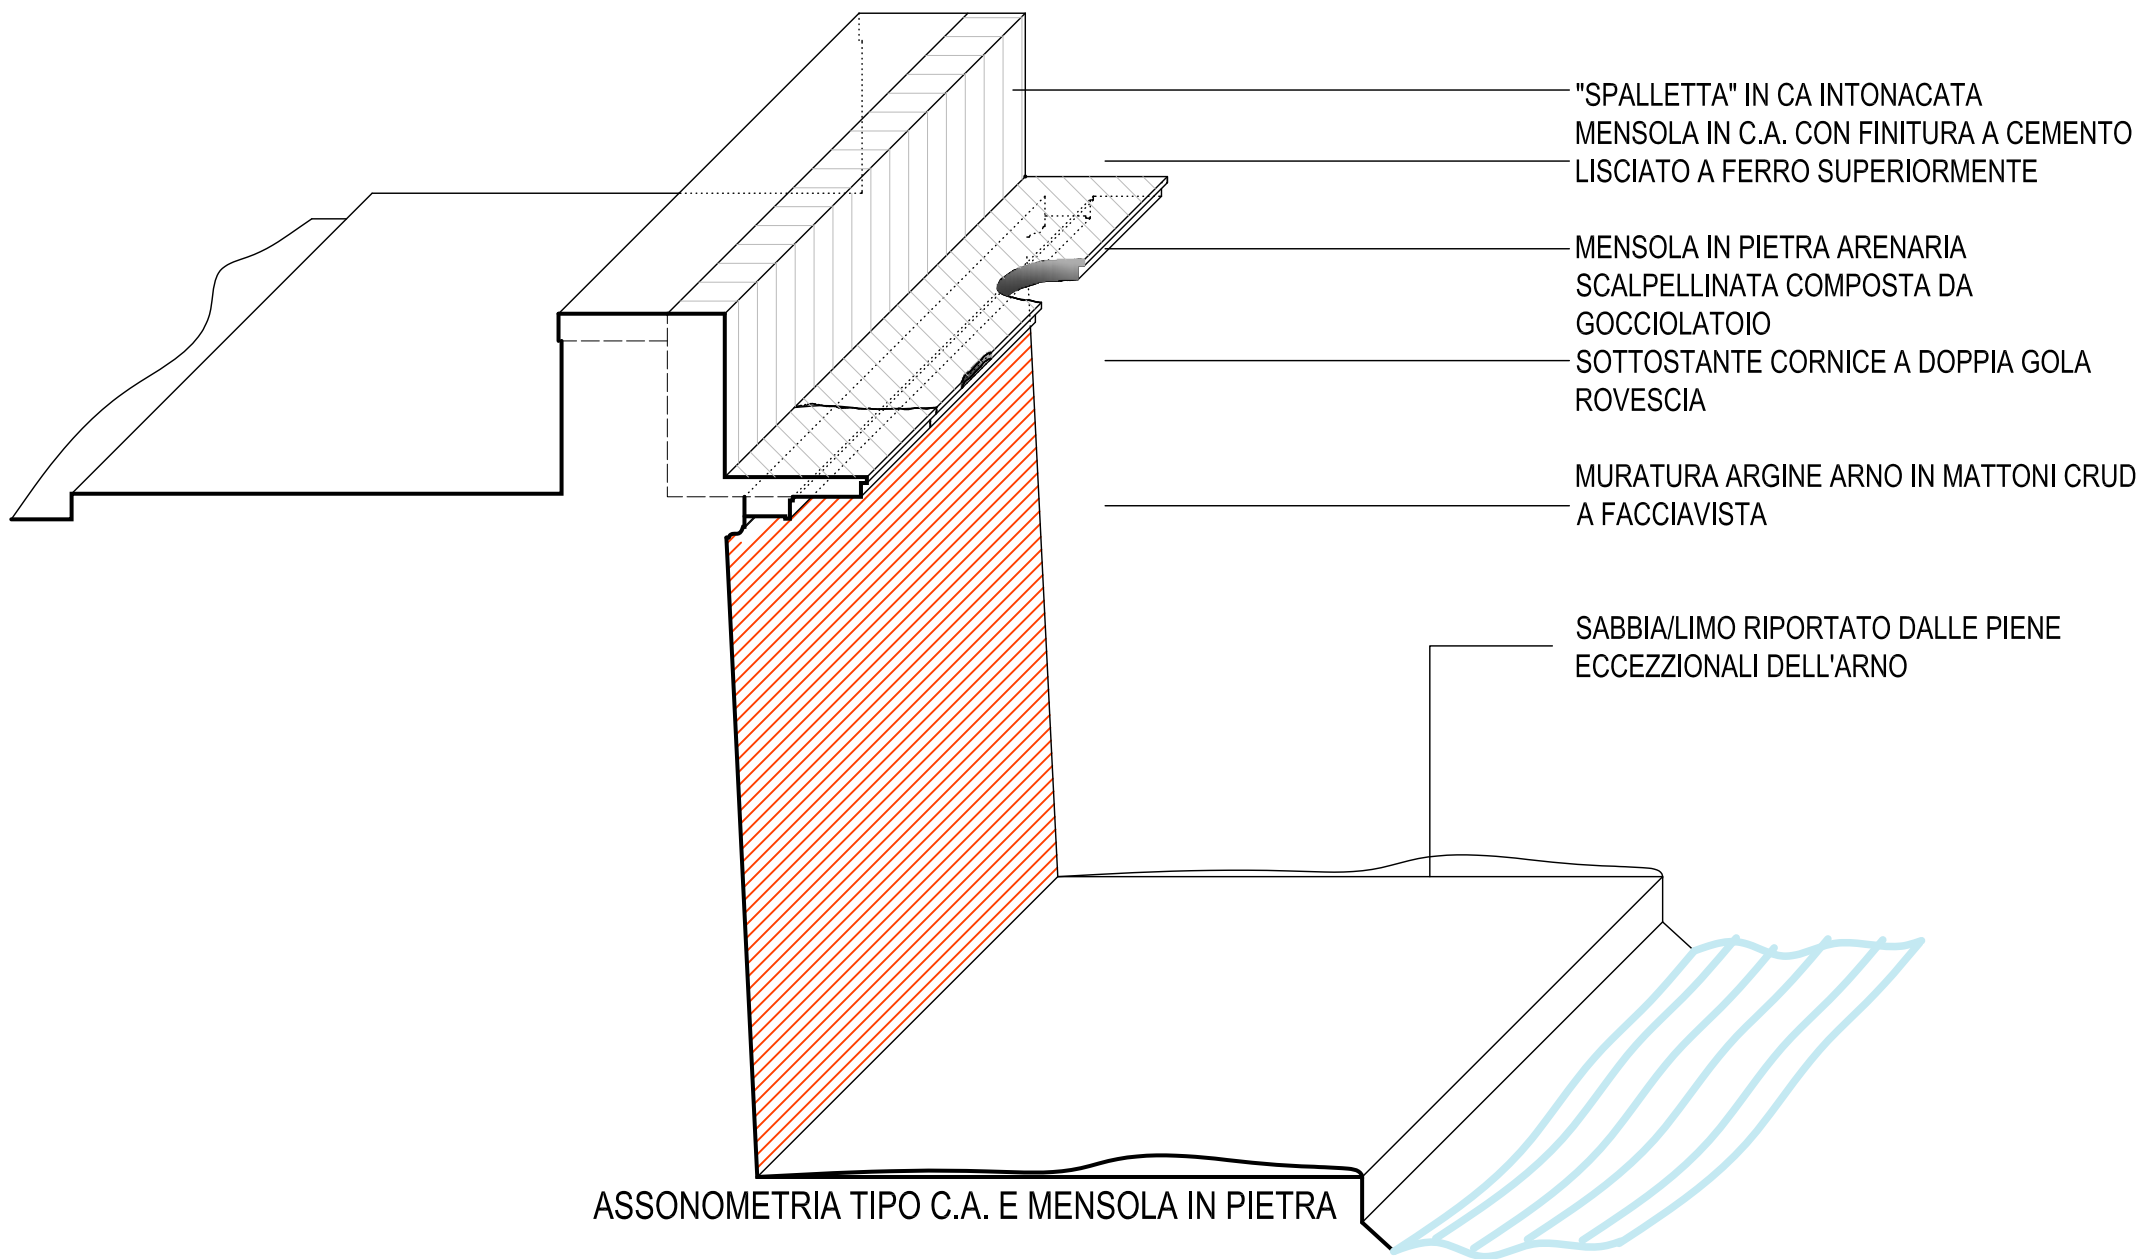 "SPALLETTA" IN CA INTONACATA
MENSOLA IN C.A. CON FINITURA A CEMENTO
LISCIATO A FERRO SUPERIORMENTE
MENSOLA IN PIETRA ARENARIA
SCALPELLINATA COMPOSTA DA
GOCCIOLATOIO
SOTTOSTANTE CORNICE A DOPPIA GOLA
ROVESCIA
MURATURA ARGINE ARNO IN MATTONI CRUD
A FACCIAVISTA
SABBIA/LIMO RIPORTATO DALLE PIENE
ECCEZZIONALI DELL'ARNO
ASSONOMETRIA TIPO C.A. E MENSOLA IN PIETRA